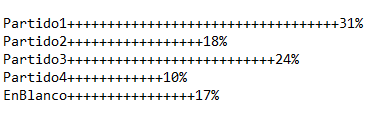 Partido1++++++++++++++++++++++++++++++++++31%
Partido2+++++++++++++++++18%
Partido3++++++++++++++++++++++++++24%
Partido4++++++++++++10%
EnBlanco++++++++++++++++17%